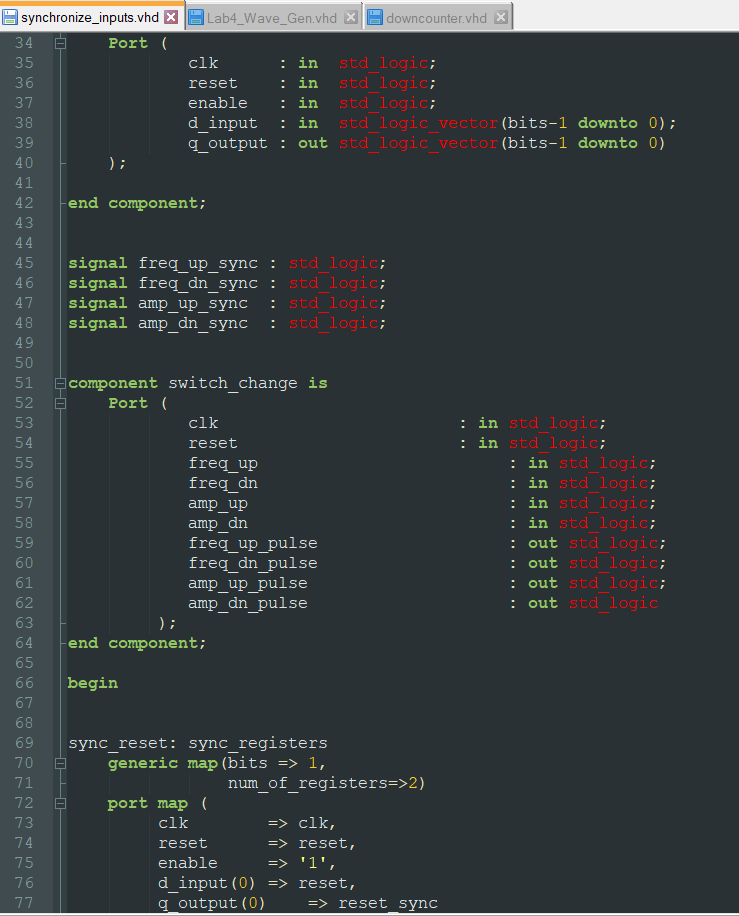 synchronize_inputs.vhd Lab4_Wave_Gen.vhd downcounter.vhd
34 Port (
35 clk : in std_logic;
36 reset : in std_logic;
37 enable : in std_logic;
38 d_input : in std_logic_vector(bits-1 downto 0);
39 q_output : out std_logic_vector(bits-1 downto 0)
40 );
41
42 end component;
43
44
45 signal freq_up_sync : std_logic;
46 signal freq_dn_sync : std_logic;
47 signal amp_up_sync : std_logic;
48 signal amp_dn_sync : std_logic;
49
50
51 component switch_change is
52 Port (
53 clk : in std_logic;
54 reset : in std_logic;
55 freq_up : in std_logic;
56 freq_dn : in std_logic;
57 amp_up : in std_logic;
58 amp_dn : in std_logic;
59 freq_up_pulse : out std_logic;
60 freq_dn_pulse : out std_logic;
61 amp_up_pulse : out std_logic;
62 amp_dn_pulse : out std_logic
63 );
64 end component;
65
66 begin
67
68
69 sync_reset: sync_registers
70 generic map(bits => 1,
71 num_of_registers=>2)
72 port map (
73 clk => clk,
74 reset => reset,
75 enable => '1',
76 d_input(0) => reset,
77 q_output(0) => reset_sync